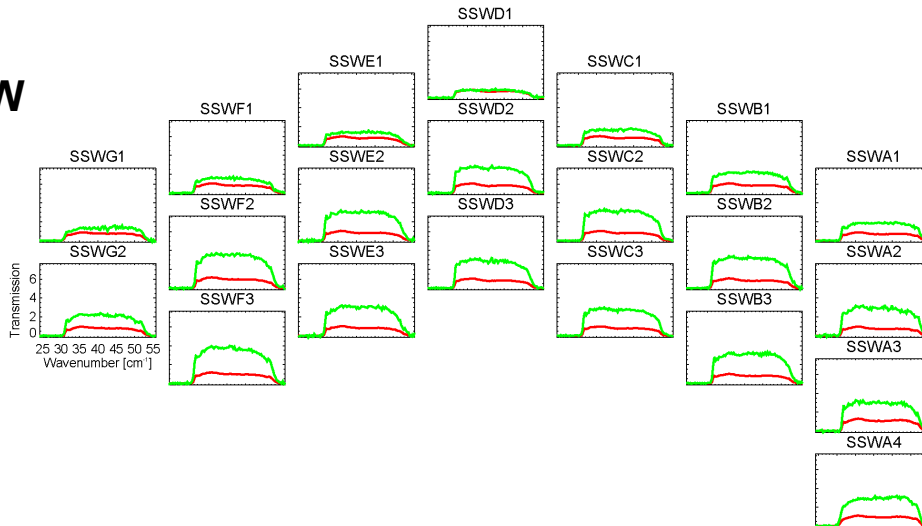 W
SSWD1
SSWE1
SSWC1
SSWF1
SSWD2
SSWB1
SSWG1
SSWE2
SSWC2
SSWA1
SSWF2
SSWD3
SSWB2
SSWG2
SSWE3
SSWC3
SSWA2
6
4
2
0
Transmission
SSWF3
SSWB3
25 30 35 40 45 50 55
Wavenumber [cm⁻¹]
SSWA3
SSWA4